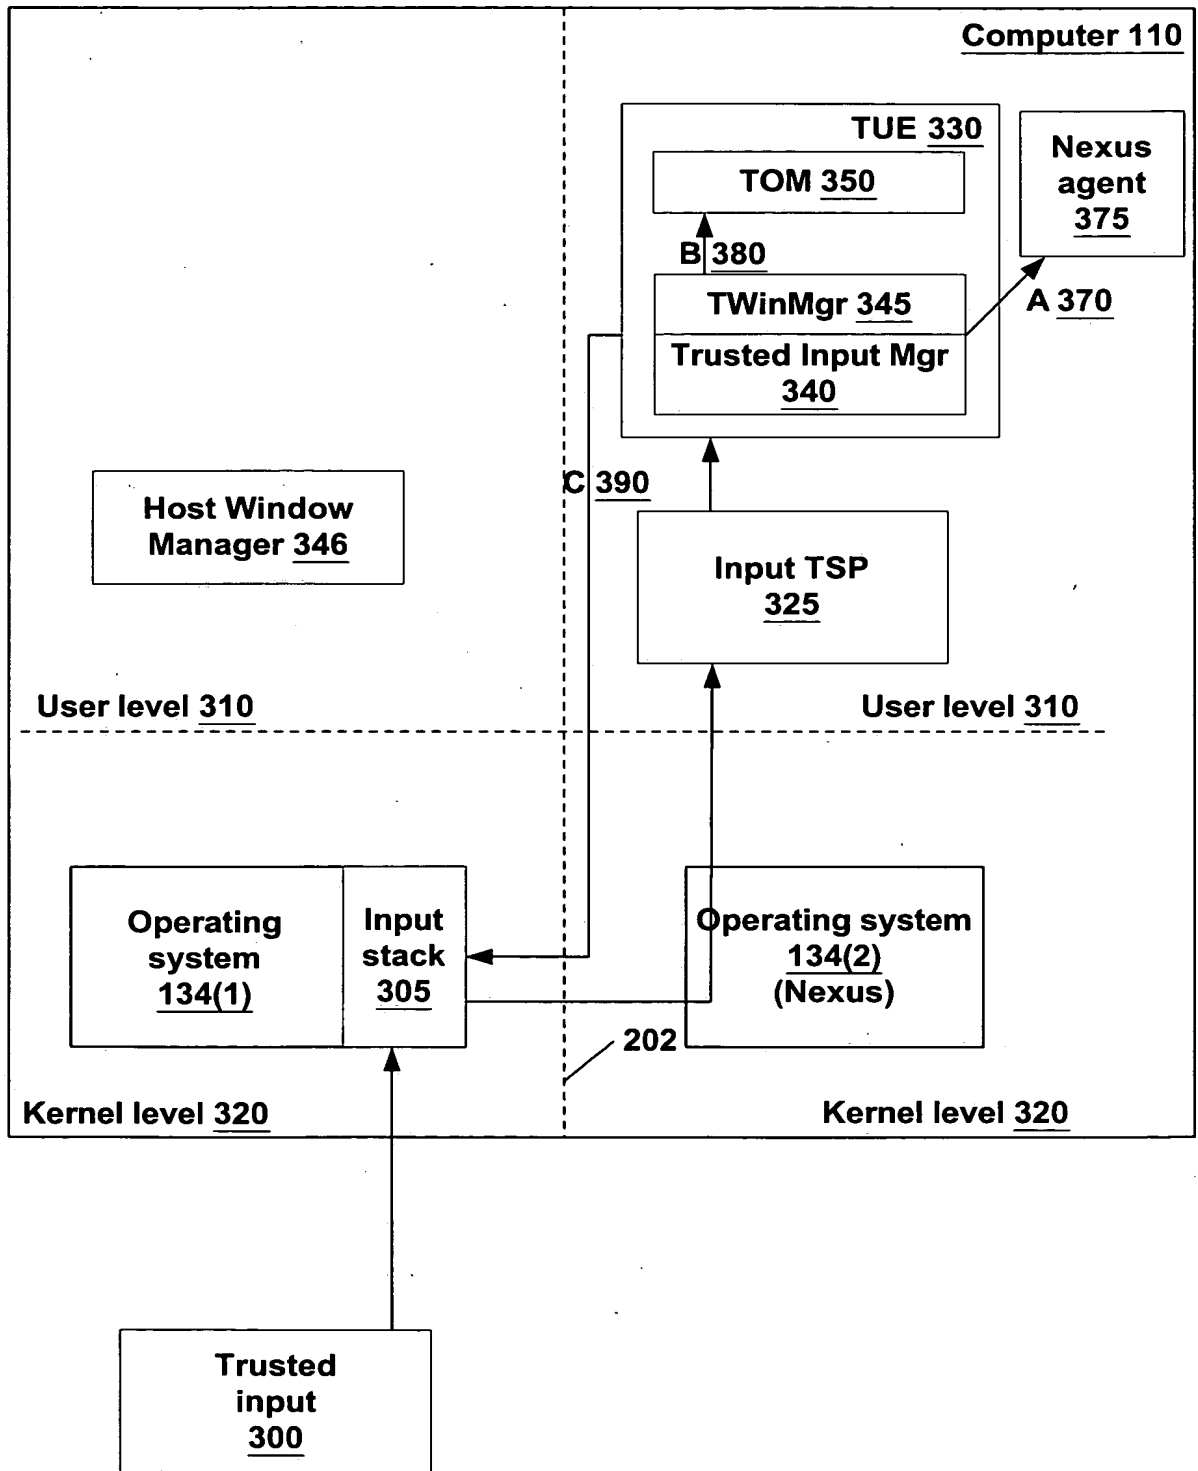 Computer 110
TUE 330
TOM 350
B 380
TWinMgr 345
Trusted Input Mgr
340
Nexus
agent
375
A 370
C 390
Host Window
Manager 346
Input TSP
325
User level 310
User level 310
Operating
system
134(1)
Input
stack
305
Operating system
134(2)
(Nexus)
202
Kernel level 320
Kernel level 320
Trusted
input
300